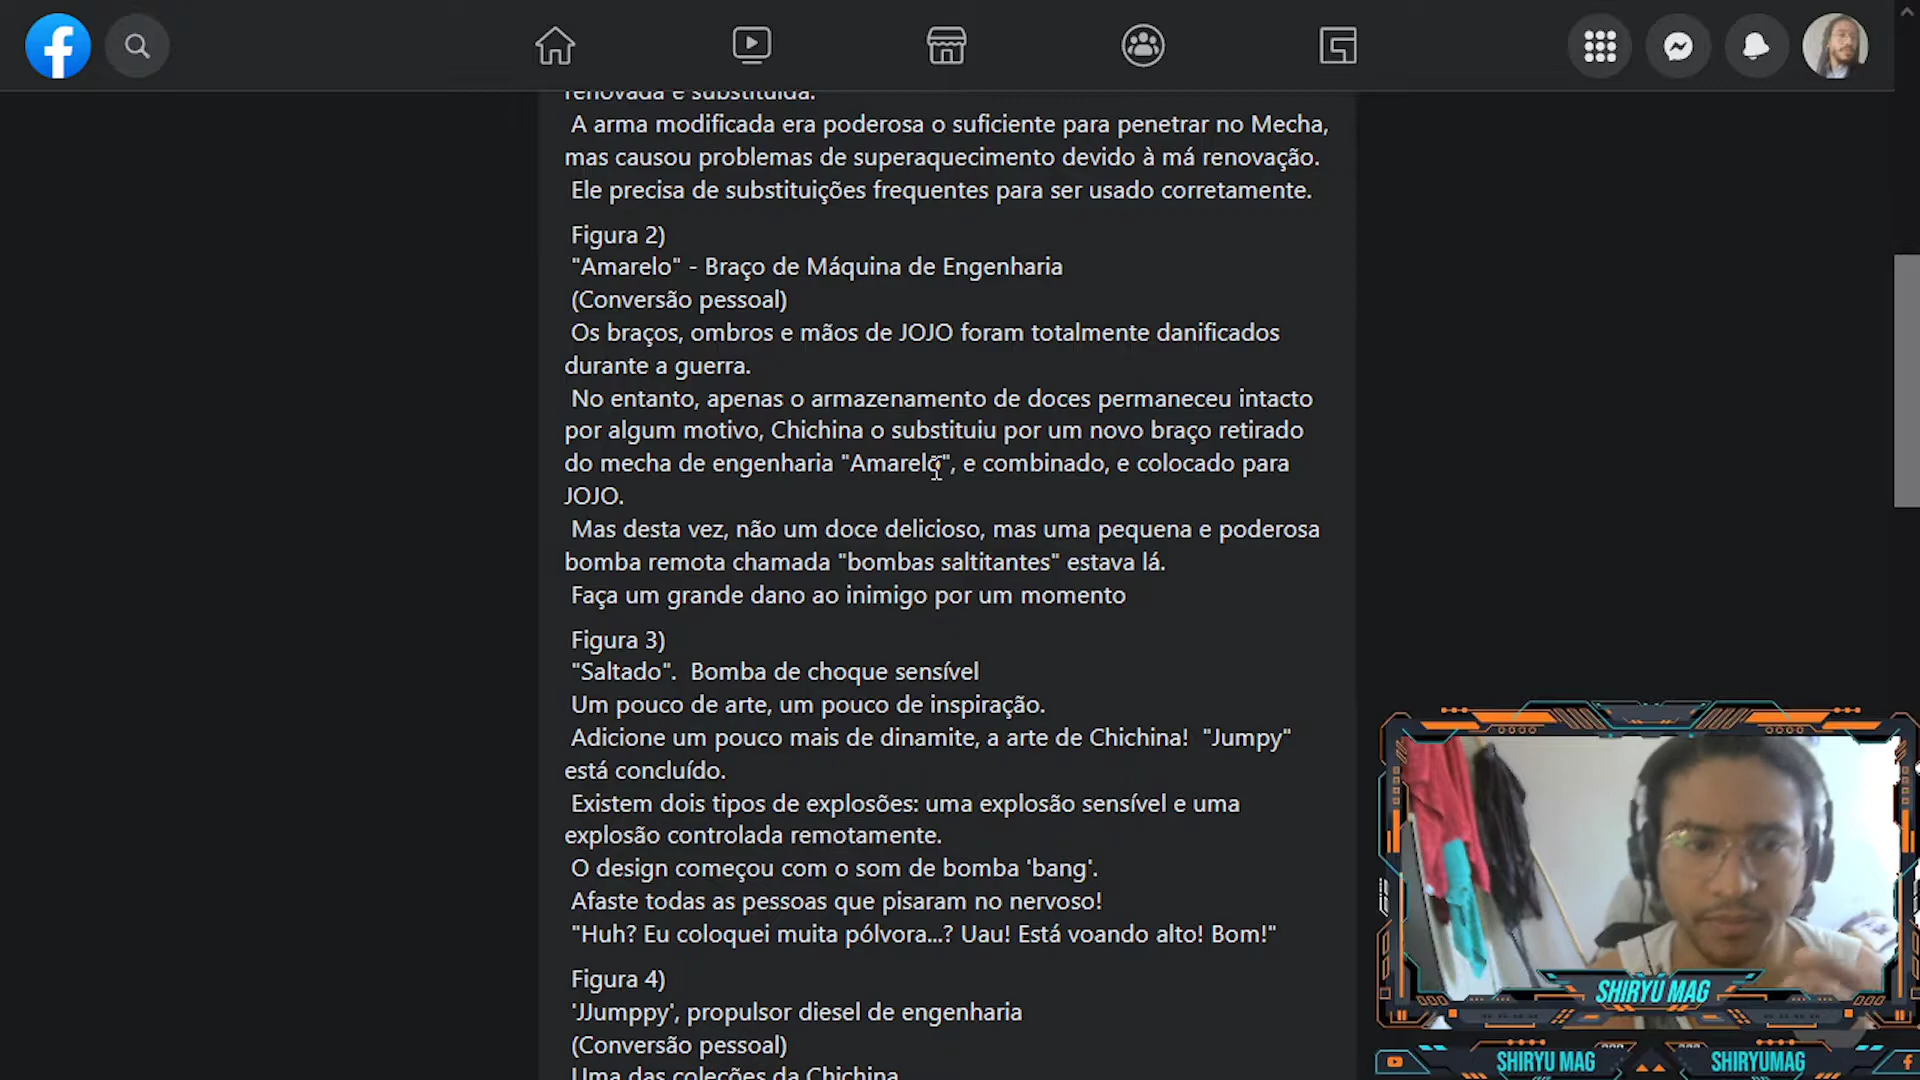 renovada e substituída.
A arma modificada era poderosa o suficiente para penetrar no Mecha,
mas causou problemas de superaquecimento devido à má renovação.
Ele precisa de substituições frequentes para ser usado corretamente.
Figura 2)
"Amarelo" - Braço de Máquina de Engenharia
(Conversão pessoal)
Os braços, ombros e mãos de JOJO foram totalmente danificados
durante a guerra.
No entanto, apenas o armazenamento de doces permaneceu intacto
por algum motivo, Chichina o substituiu por um novo braço retirado
do mecha de engenharia "Amarelo", e combinado, e colocado para
JOJO.
Mas desta vez, não um doce delicioso, mas uma pequena e poderosa
bomba remota chamada "bombas saltitantes" estava lá.
Faça um grande dano ao inimigo por um momento
Figura 3)
"Saltado".  Bomba de choque sensível
Um pouco de arte, um pouco de inspiração.
Adicione um pouco mais de dinamite, a arte de Chichina!  "Jumpy"
está concluído.
Existem dois tipos de explosões: uma explosão sensível e uma
explosão controlada remotamente.
O design começou com o som de bomba 'bang'.
Afaste todas as pessoas que pisaram no nervoso!
"Huh? Eu coloquei muita pólvora...? Uau! Está voando alto! Bom!"
Figura 4)
'JJumppy', propulsor diesel de engenharia
(Conversão pessoal)
Uma das coleções da Chichina
SHIRYU MAG
SHIRYU MAG
SHIRYUMAG